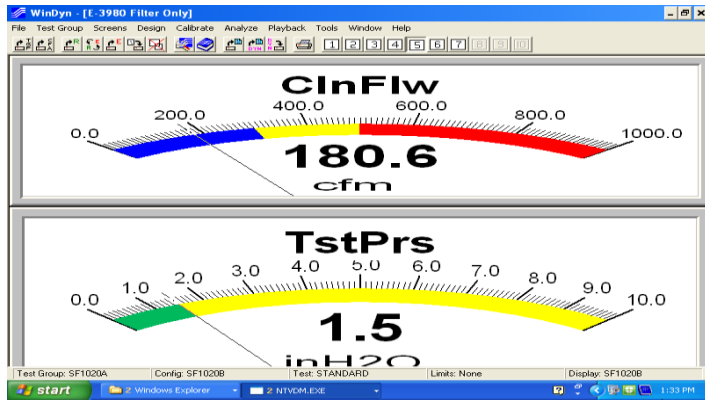 WinDyn - [E-3980 Filter Only]
File Test Group Screens Design Calibrate Analyze Playback Tools Window Help
1 2 3 4 5 6 7 8 9 10
ClnFlw
0.0 200.0 400.0 600.0 800.0 1000.0
180.6
cfm
TstPrs
0.0 1.0 2.0 3.0 4.0 5.0 6.0 7.0 8.0 9.0 10.0
1.5
inH2O
Test Group: SF1020A Config: SF1020B Test: STANDARD Limits: None Display: SF1020B
start 2 Windows Explorer 2 NTVDM.EXE 1:33 PM